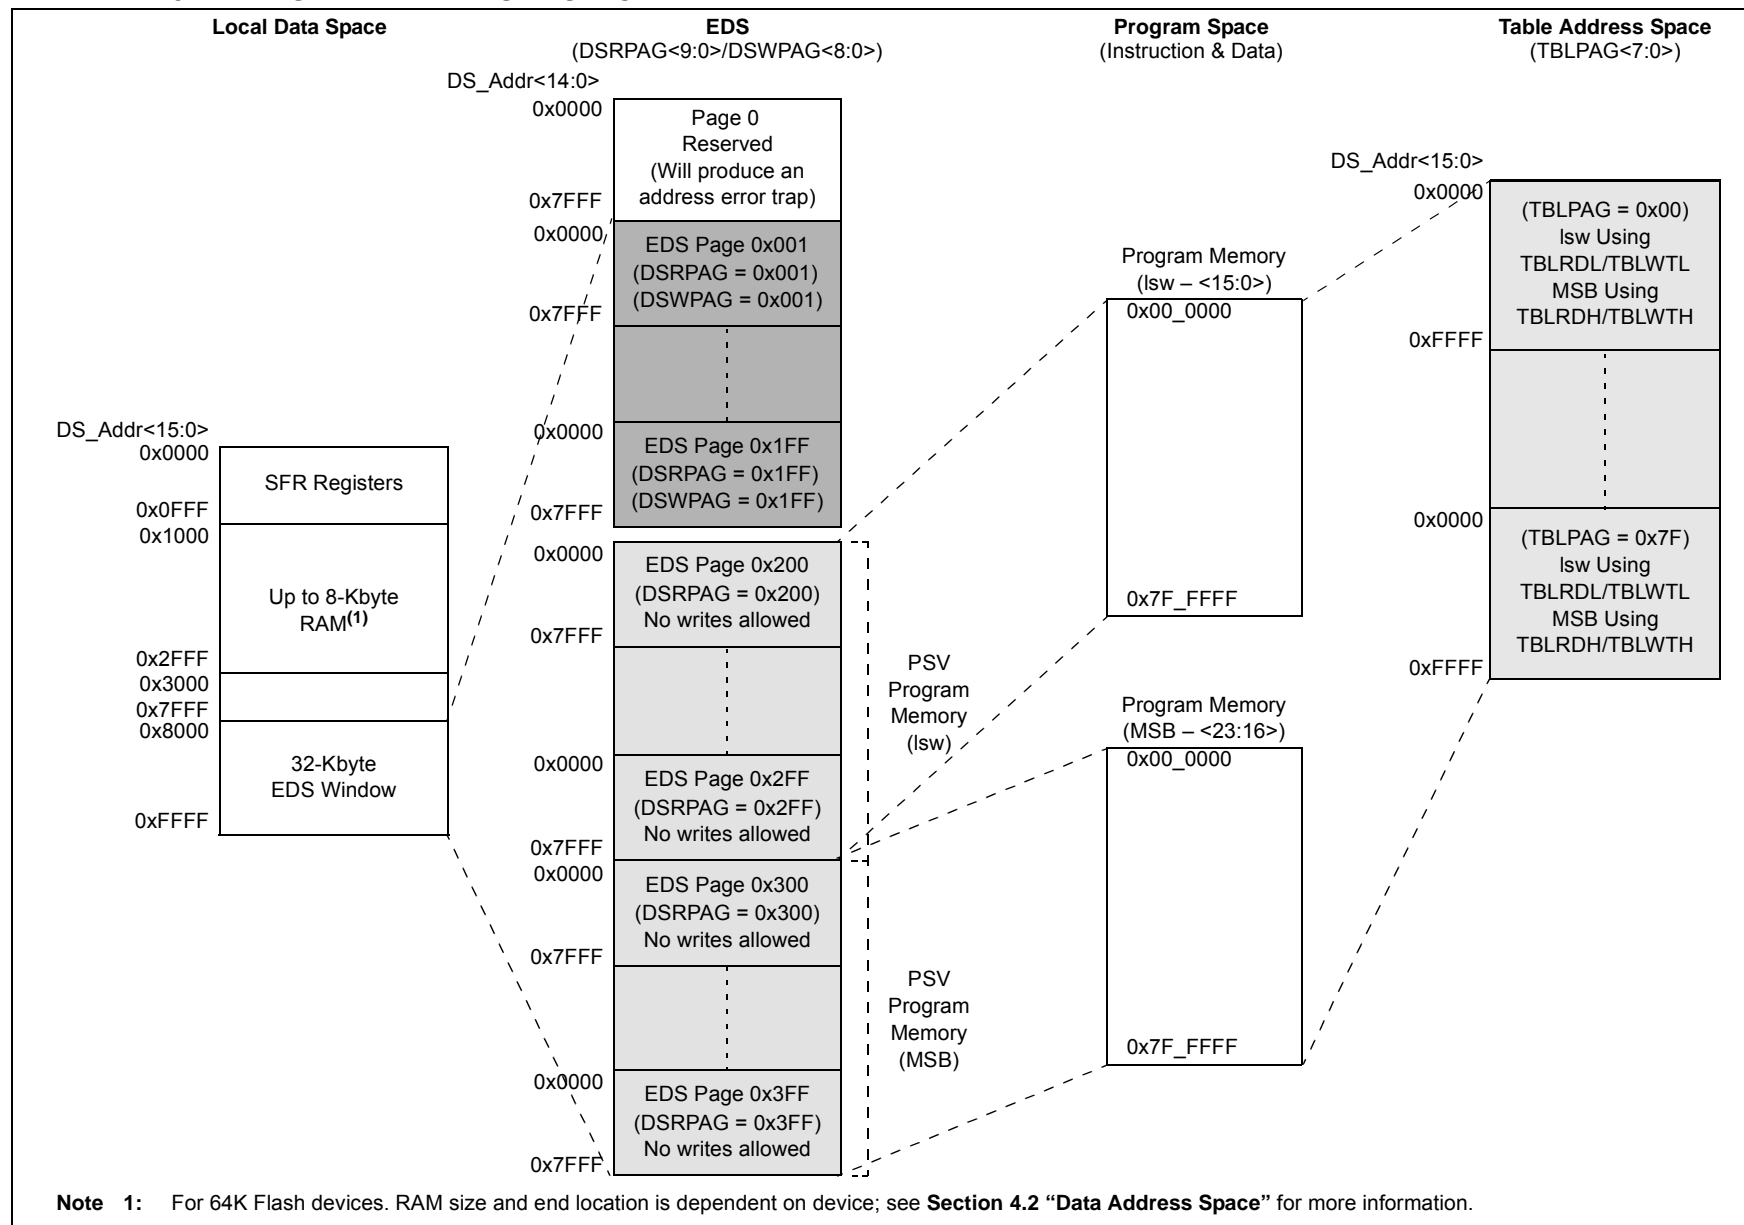 Local Data Space
EDS
(DSRPAG<9:0>/DSWPAG<8:0>)
Program Space
(Instruction & Data)
Table Address Space
(TBLPAG<7:0>)
DS_Addr<15:0>
0x0000
SFR Registers
0x0FFF
0x1000
Up to 8-Kbyte
RAM(1)
0x2FFF
0x3000
0x7FFF
0x8000
32-Kbyte
EDS Window
0xFFFF
DS_Addr<14:0>
0x0000
Page 0
Reserved
(Will produce an
address error trap)
0x7FFF
0x0000
EDS Page 0x001
(DSRPAG = 0x001)
(DSWPAG = 0x001)
0x7FFF
0x0000
EDS Page 0x1FF
(DSRPAG = 0x1FF)
(DSWPAG = 0x1FF)
0x7FFF
0x0000
EDS Page 0x200
(DSRPAG = 0x200)
No writes allowed
0x7FFF
0x0000
EDS Page 0x2FF
(DSRPAG = 0x2FF)
No writes allowed
0x7FFF
0x0000
EDS Page 0x300
(DSRPAG = 0x300)
No writes allowed
0x7FFF
0x0000
EDS Page 0x3FF
(DSRPAG = 0x3FF)
No writes allowed
0x7FFF
PSV
Program
Memory
(lsw)
PSV
Program
Memory
(MSB)
Program Memory
(lsw – <15:0>)
0x00_0000
0x7F_FFFF
Program Memory
(MSB – <23:16>)
0x00_0000
0x7F_FFFF
DS_Addr<15:0>
0x0000
(TBLPAG = 0x00)
lsw Using
TBLRDL/TBLWTL
MSB Using
TBLRDH/TBLWTH
0xFFFF
0x0000
(TBLPAG = 0x7F)
lsw Using
TBLRDL/TBLWTL
MSB Using
TBLRDH/TBLWTH
0xFFFF
Note 1: For 64K Flash devices. RAM size and end location is dependent on device; see Section 4.2 “Data Address Space” for more information.